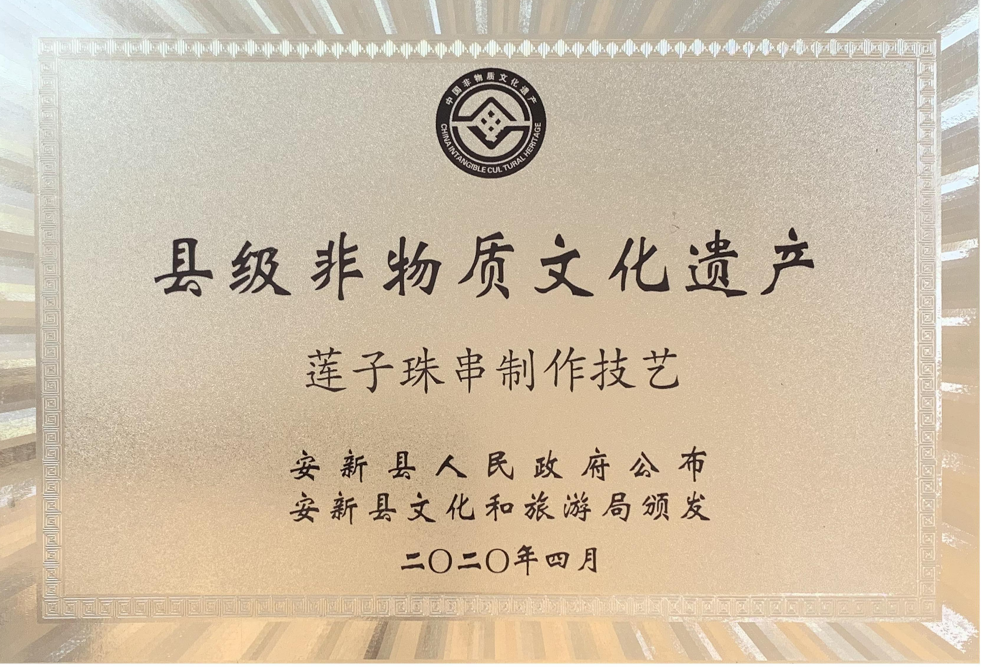 中国非物质文化遗产
CHINA INTANGIBLE CULTURAL HERITAGE
县级非物质文化遗产
莲子珠串制作技艺
安新县人民政府公布
安新县文化和旅游局颁发
二〇二〇年四月